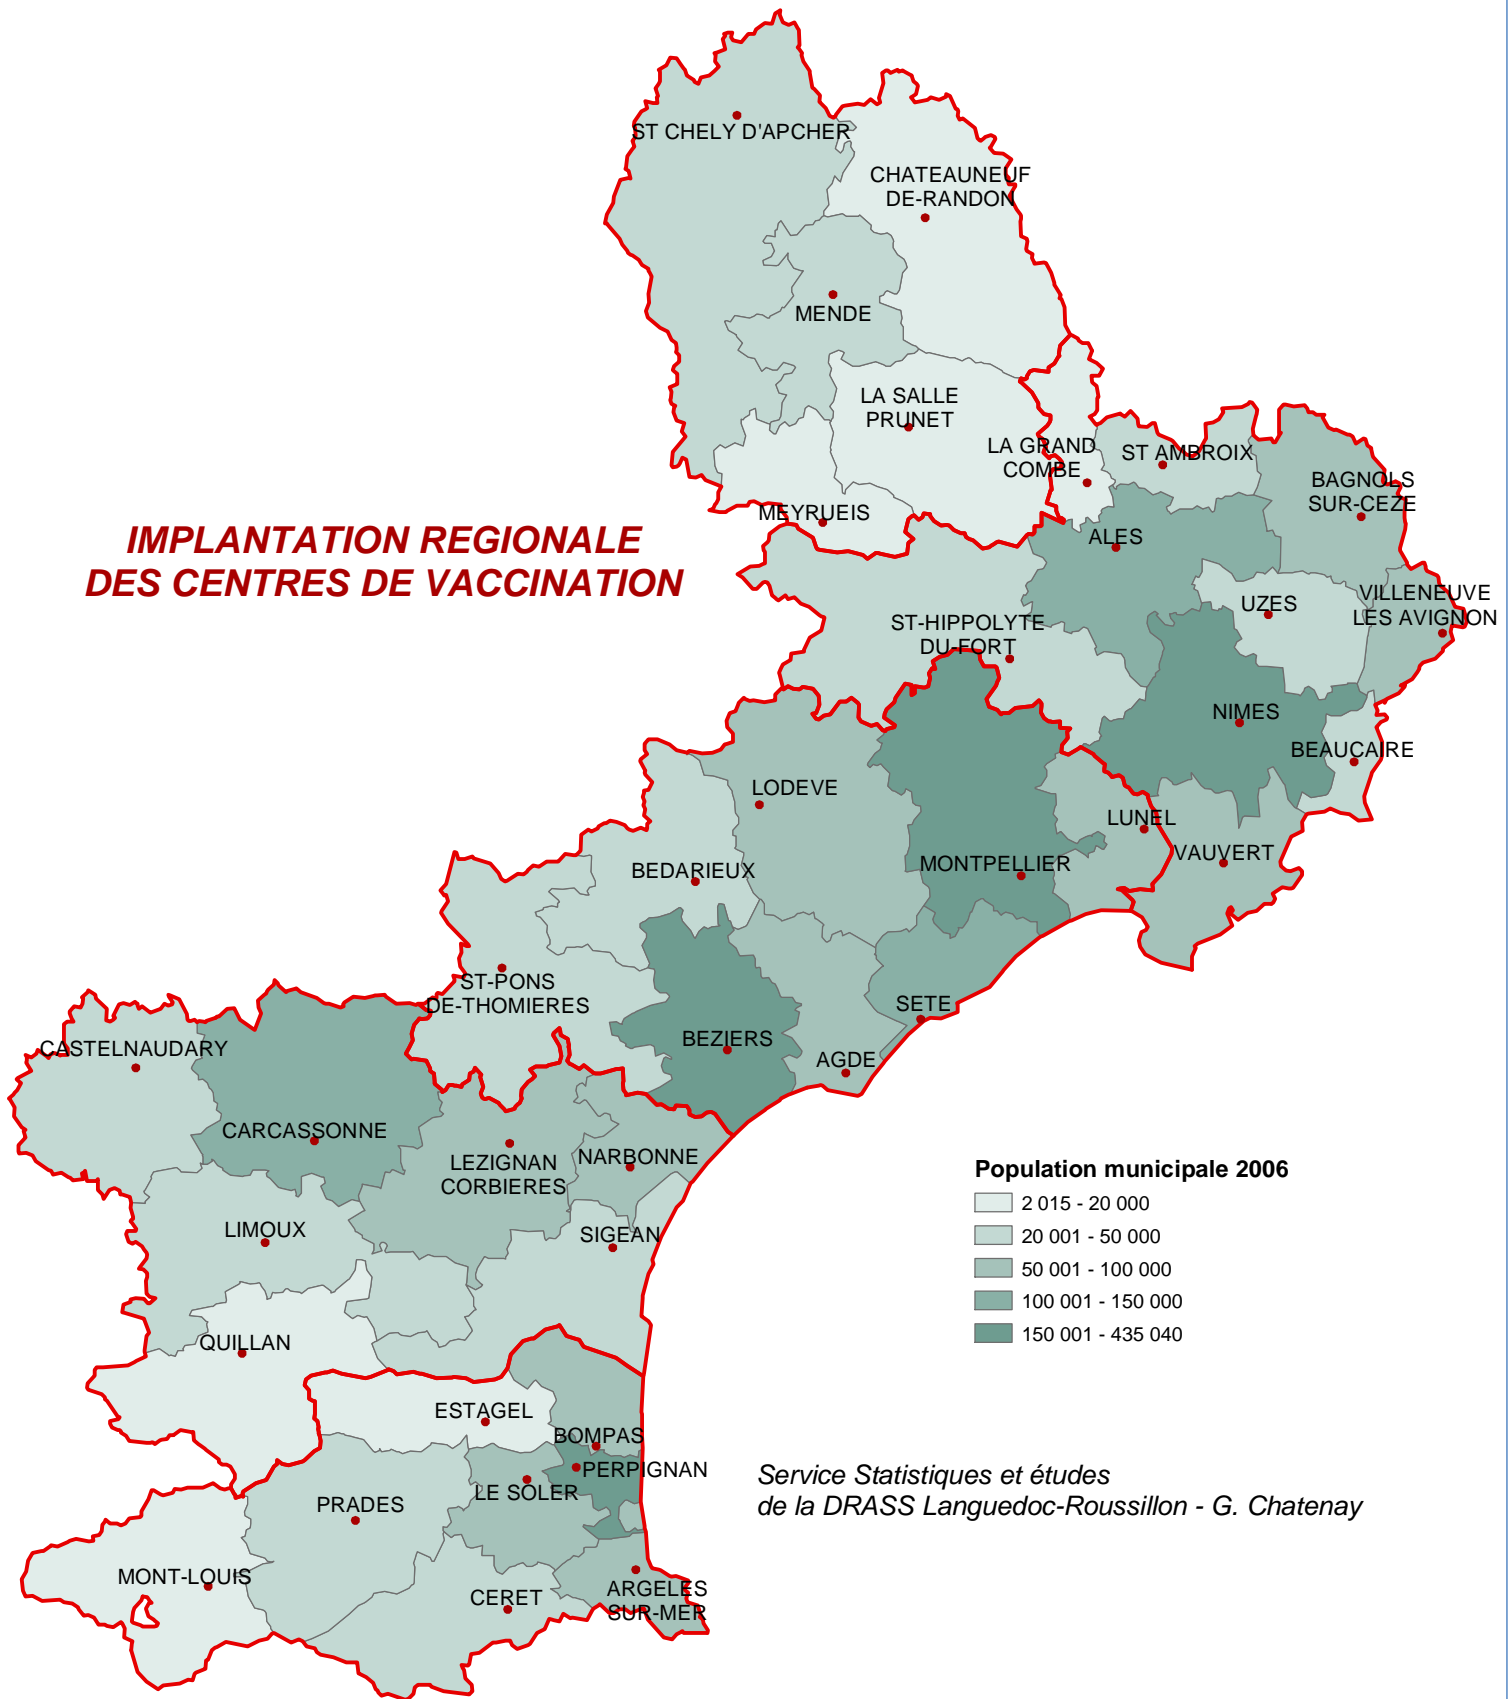 ST CHELY D'APCHER
CHATEAUNEUF
DE-RANDON
MENDE
LA SALLE
PRUNET
LA GRAND
COMBE
ST AMBROIX
BAGNOLS
SUR-CEZE
MEYRUEIS
IMPLANTATION REGIONALE
DES CENTRES DE VACCINATION
ALES
UZES
VILLENEUVE
LES AVIGNON
ST-HIPPOLYTE
DU-FORT
NIMES
BEAUCAIRE
LODEVE
LUNEL
VAUVERT
MONTPELLIER
BEDARIEUX
ST-PONS
DE-THOMIERES
SETE
BEZIERS
AGDE
CASTELNAUDARY
CARCASSONNE
LEZIGNAN
CORBIERES
NARBONNE
LIMOUX
SIGEAN
Population municipale 2006
2 015 - 20 000
20 001 - 50 000
50 001 - 100 000
100 001 - 150 000
150 001 - 435 040
QUILLAN
ESTAGEL
BOMPAS
PERPIGNAN
LE SOLER
PRADES
Service Statistiques et études
de la DRASS Languedoc-Roussillon - G. Chatenay
MONT-LOUIS
CERET
ARGELES
SUR-MER